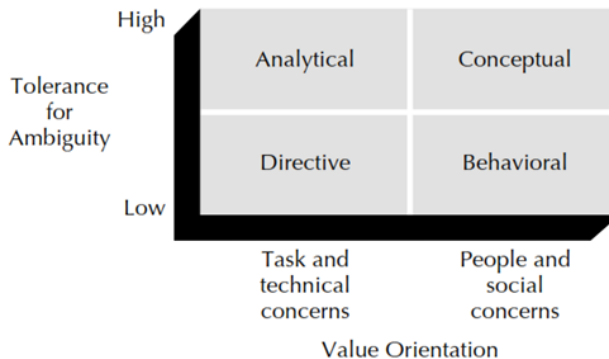 High
Analytical Conceptual
Tolerance
for
Ambiguity
Directive Behavioral
Low
Task and
technical
concerns
People and
social
concerns
Value Orientation